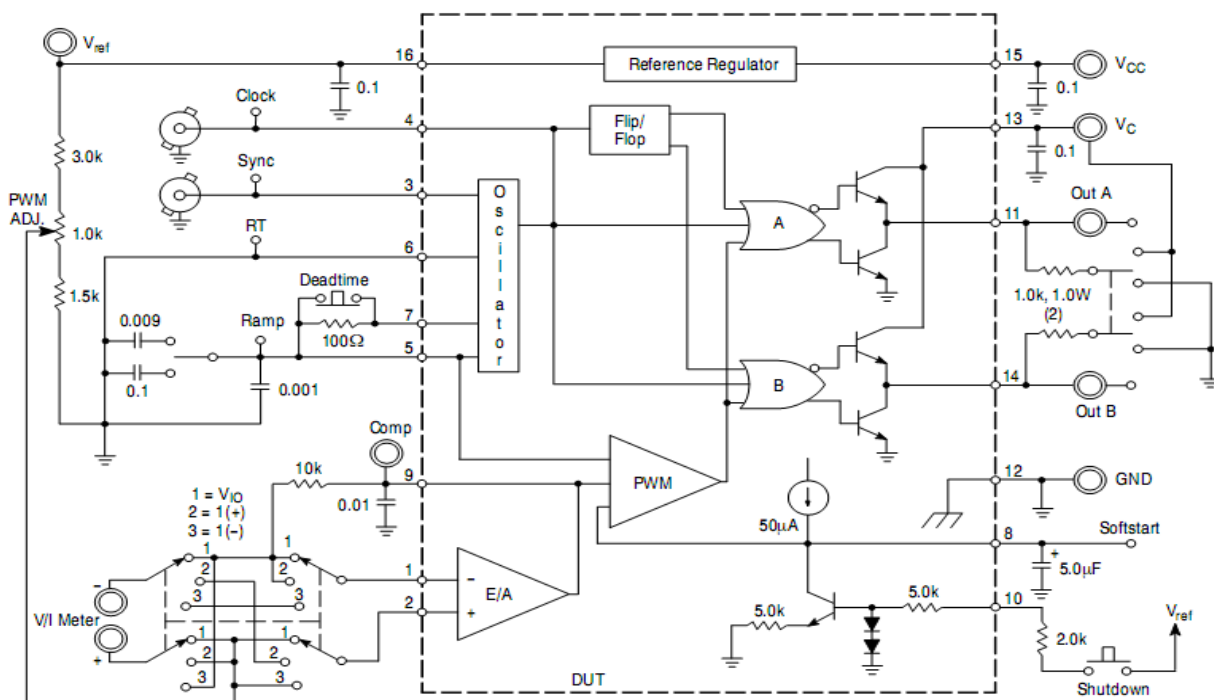 Vref
16
Reference Regulator
15
VCC
0.1
0.1
Clock
4
Flip/
Flop
13
VC
0.1
3.0k
Sync
3
Oscillator
A
11
Out A
PWM
ADJ.
1.0k
RT
6
1.5k
Deadtime
7
100Ω
1.0k, 1.0W
(2)
0.009
Ramp
5
0.1
0.001
B
14
Out B
Comp
10k
9
PWM
12
GND
1 = VIO
2 = 1(+)
3 = 1(−)
0.01
50μA
8
Softstart
1
1
2
2
3
3
+
5.0μF
1
−
E/A
−
V/I Meter
2
+
5.0k
5.0k
10
Vref
+
1
1
2
2
3
3
2.0k
DUT
Shutdown